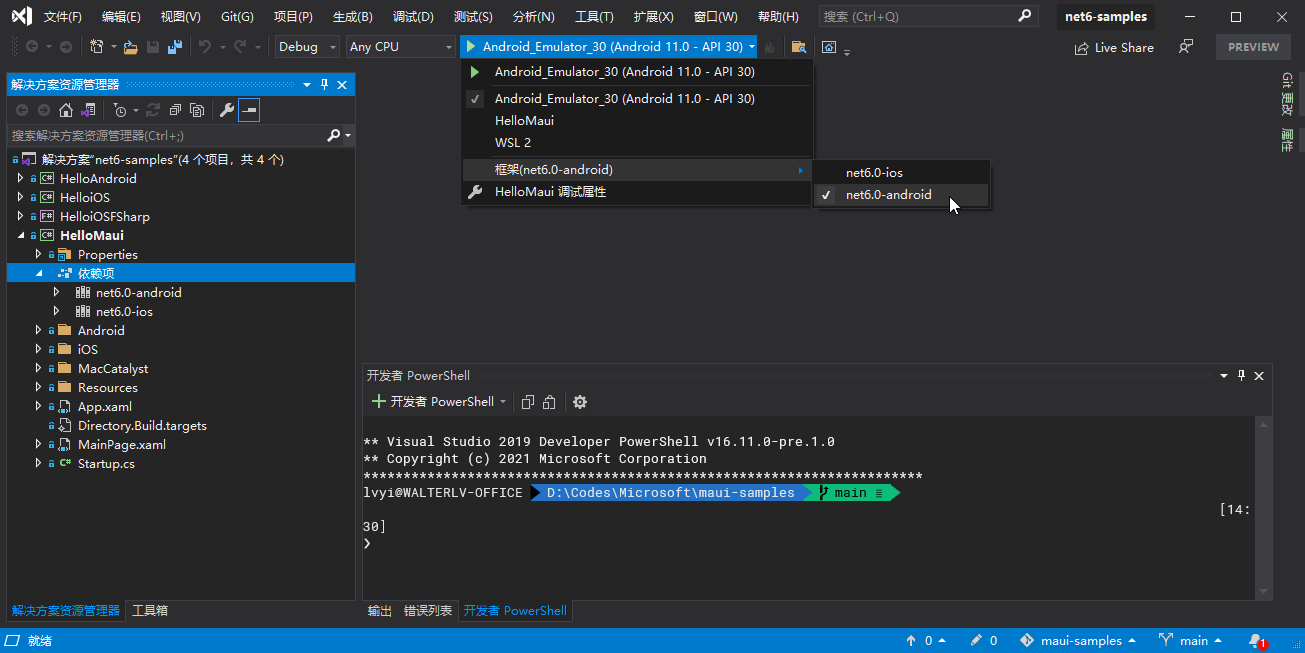 文件(F) 编辑(E) 视图(V) Git(G) 项目(P) 生成(B) 调试(D) 测试(S) 分析(N) 工具(T) 扩展(X) 窗口(W) 帮助(H) 搜索 (Ctrl+Q) net6-samples
Debug Any CPU Android_Emulator_30 (Android 11.0 - API 30) Live Share PREVIEW
Android_Emulator_30 (Android 11.0 - API 30)
Android_Emulator_30 (Android 11.0 - API 30)
HelloMaui
WSL 2
框架(net6.0-android)
HelloMaui 调试属性
net6.0-ios
net6.0-android
Git 更改
属性
解决方案资源管理器
搜索解决方案资源管理器(Ctrl+;)
解决方案"net6-samples"(4 个项目，共 4 个)
C# HelloAndroid
C# HelloiOS
F# HelloiOSFSharp
C# HelloMaui
Properties
依赖项
net6.0-android
net6.0-ios
Android
iOS
MacCatalyst
Resources
App.xaml
Directory.Build.targets
MainPage.xaml
C# Startup.cs
解决方案资源管理器 工具箱
开发者 PowerShell
开发者 PowerShell
** Visual Studio 2019 Developer PowerShell v16.11.0-pre.1.0
** Copyright (c) 2021 Microsoft Corporation
**********************************************************************
lvyi@WALTERLV-OFFICE D:\Codes\Microsoft\maui-samples main ≡
[14:
30]
❯
输出 错误列表 开发者 PowerShell
就绪 0 0 maui-samples main 1